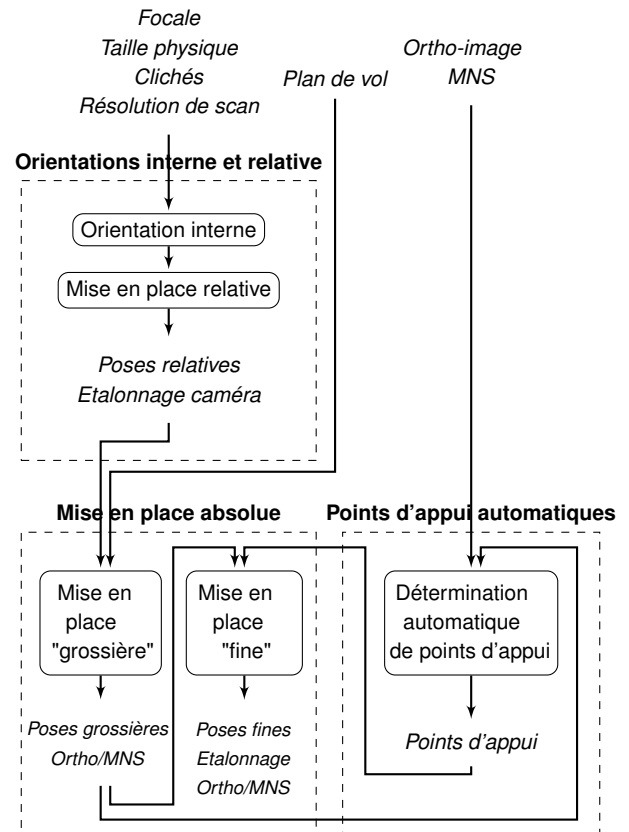 Focale
Taille physique
Clichés
Résolution de scan
Plan de vol
Ortho-image
MNS
Orientations interne et relative
Orientation interne
Mise en place relative
Poses relatives
Etalonnage caméra
Mise en place absolue
Points d'appui automatiques
Mise en
place
"grossière"
Mise en
place
"fine"
Détermination
automatique
de points d'appui
Poses grossières
Ortho/MNS
Poses fines
Etalonnage
Ortho/MNS
Points d'appui